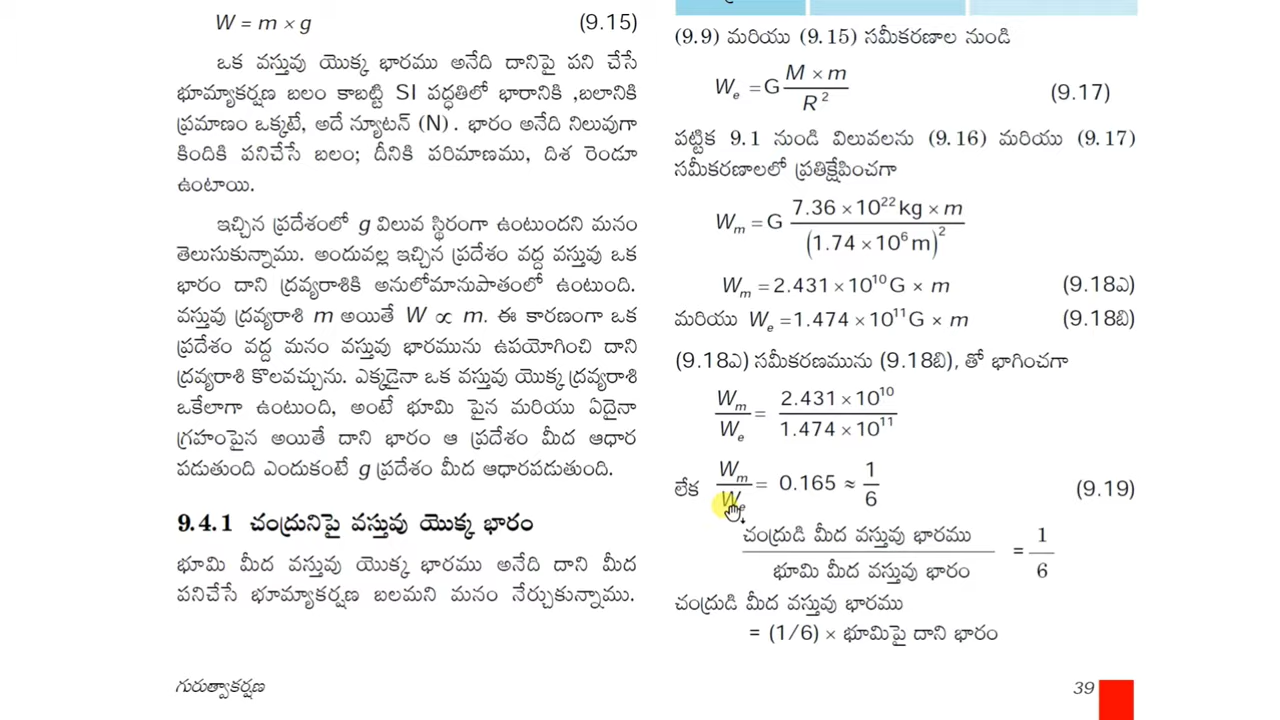 W = m × g (9.15)
ఒక వస్తువు యొక్క భారము అనేది దానిపై పని చేసే
భూమ్యాకర్షణ బలం కాబట్టి SI పద్ధతిలో భారానికి ,బలానికి
ప్రమాణం ఒక్కటే, అదే న్యూటన్ (N) . భారం అనేది నిలువుగా
కిందికి పనిచేసే బలం; దీనికి పరిమాణము, దిశ రెండూ
ఉంటాయి.
ఇచ్చిన ప్రదేశంలో g విలువ స్థిరంగా ఉంటుందని మనం
తెలుసుకున్నాము. అందువల్ల ఇచ్చిన ప్రదేశం వద్ద వస్తువు ఒక
భారం దాని ద్రవ్యరాశికి అనులోమానుపాతంలో ఉంటుంది.
వస్తువు ద్రవ్యరాశి m అయితే W ∝ m. ఈ కారణంగా ఒక
ప్రదేశం వద్ద మనం వస్తువు భారమును ఉపయోగించి దాని
ద్రవ్యరాశి కొలవచ్చును. ఎక్కడైనా ఒక వస్తువు యొక్క ద్రవ్యరాశి
ఒకేలాగా ఉంటుంది, అంటే భూమి పైన మరియు ఏదైనా
గ్రహంపైన అయితే దాని భారం ఆ ప్రదేశం మీద ఆధార
పడుతుంది ఎందుకంటే g ప్రదేశం మీద ఆధారపడుతుంది.
9.4.1 చంద్రునిపై వస్తువు యొక్క భారం
భూమి మీద వస్తువు యొక్క భారము అనేది దాని మీద
పనిచేసే భూమ్యాకర్షణ బలమని మనం నేర్చుకున్నాము.
(9.9) మరియు (9.15) సమీకరణాల నుండి
W_e = G (M × m) / R² (9.17)
పట్టిక 9.1 నుండి విలువలను (9.16) మరియు (9.17)
సమీకరణాలలో ప్రతిక్షేపించగా
W_m = G (7.36 × 10²² kg × m) / (1.74 × 10⁶ m)²
W_m = 2.431 × 10¹⁰ G × m (9.18ఎ)
మరియు W_e = 1.474 × 10¹¹ G × m (9.18బి)
(9.18ఎ) సమీకరణమును (9.18బి), తో భాగించగా
W_m / W_e = 2.431 × 10¹⁰ / 1.474 × 10¹¹
లేక W_m / W_e = 0.165 ≈ 1/6 (9.19)
చంద్రుడి మీద వస్తువు భారము / భూమి మీద వస్తువు భారం = 1/6
చంద్రుడి మీద వస్తువు భారము
= (1/6) × భూమిపై దాని భారం
గురుత్వాకర్షణ 39